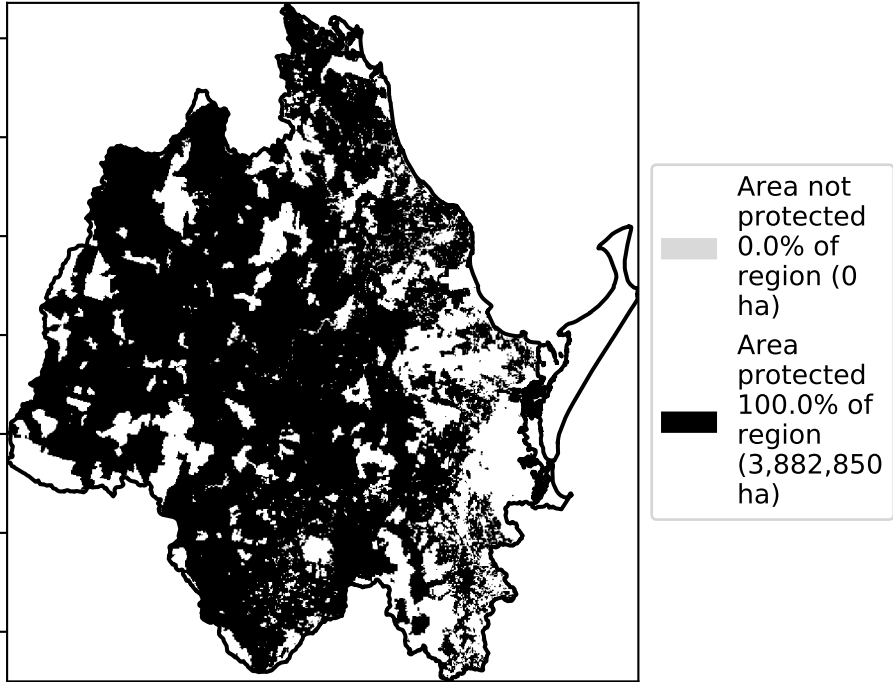 Area not
protected
0.0% of
region (0
ha)
Area
protected
100.0% of
region
(3,882,850
ha)